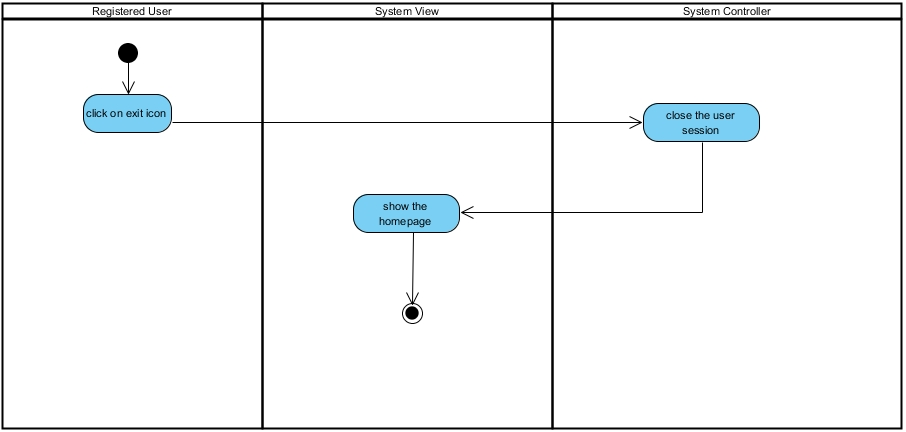 Registered User
System View
System Controller
click on exit icon
close the user
session
show the
homepage